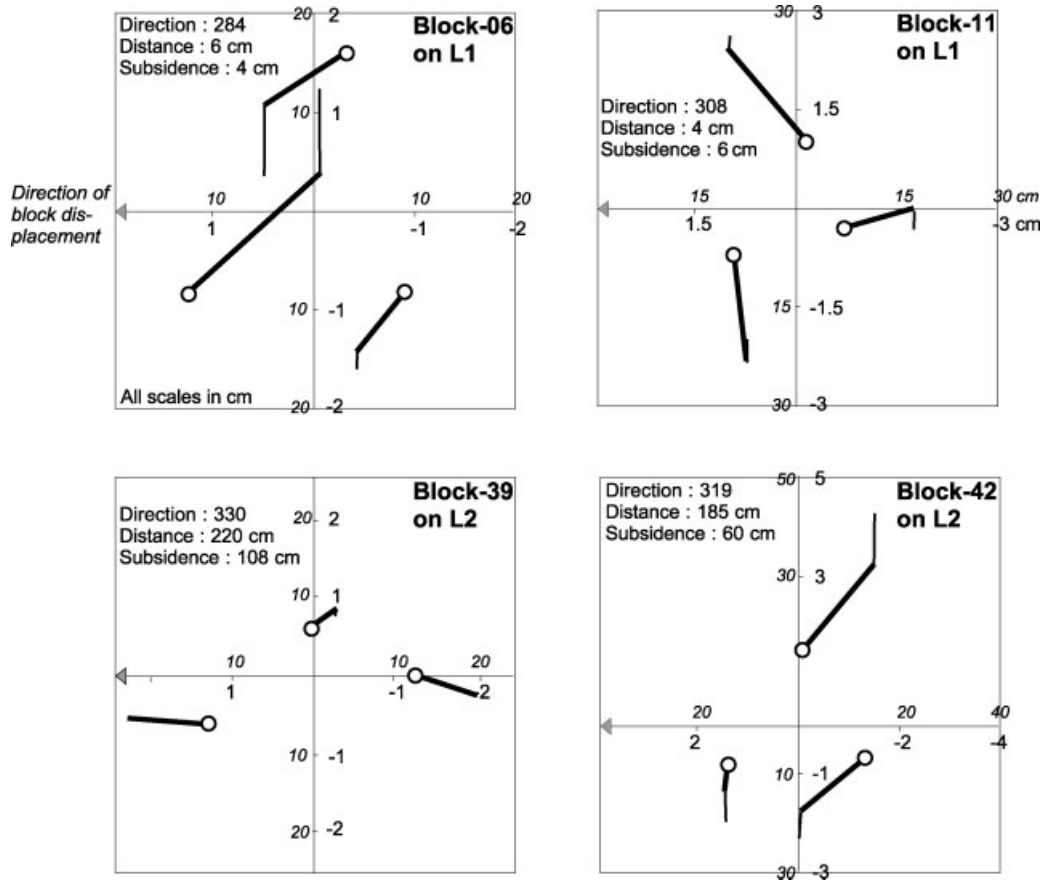 Direction : 284
Distance : 6 cm
Subsidence : 4 cm
20 2
Block-06
on L1
10 1
Direction of
block dis-
placement
10
1
10
-1
20
-2
10 -1
All scales in cm
20 -2
30 3
Block-11
on L1
Direction : 308
Distance : 4 cm
Subsidence : 6 cm
1.5
15
1.5
15
30 cm
-3 cm
15 -1.5
30 -3
Block-39
on L2
Direction : 330
Distance : 220 cm
Subsidence : 108 cm
20 2
10 1
10
1
10
-1
20
-2
10 -1
20 -2
50 5
Block-42
on L2
Direction : 319
Distance : 185 cm
Subsidence : 60 cm
30 3
20
2
20
-2
40
-4
10 -1
30 -3